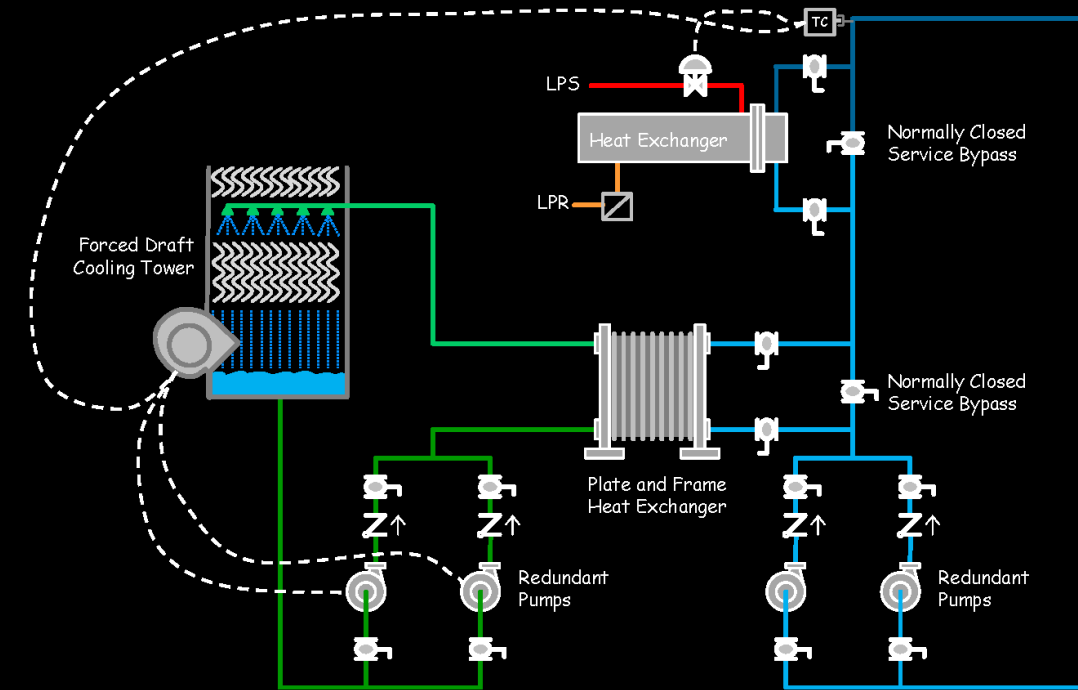 TC
LPS
Heat Exchanger
Normally Closed
Service Bypass
LPR
Forced Draft
Cooling Tower
Normally Closed
Service Bypass
Plate and Frame
Heat Exchanger
Redundant
Pumps
Redundant
Pumps